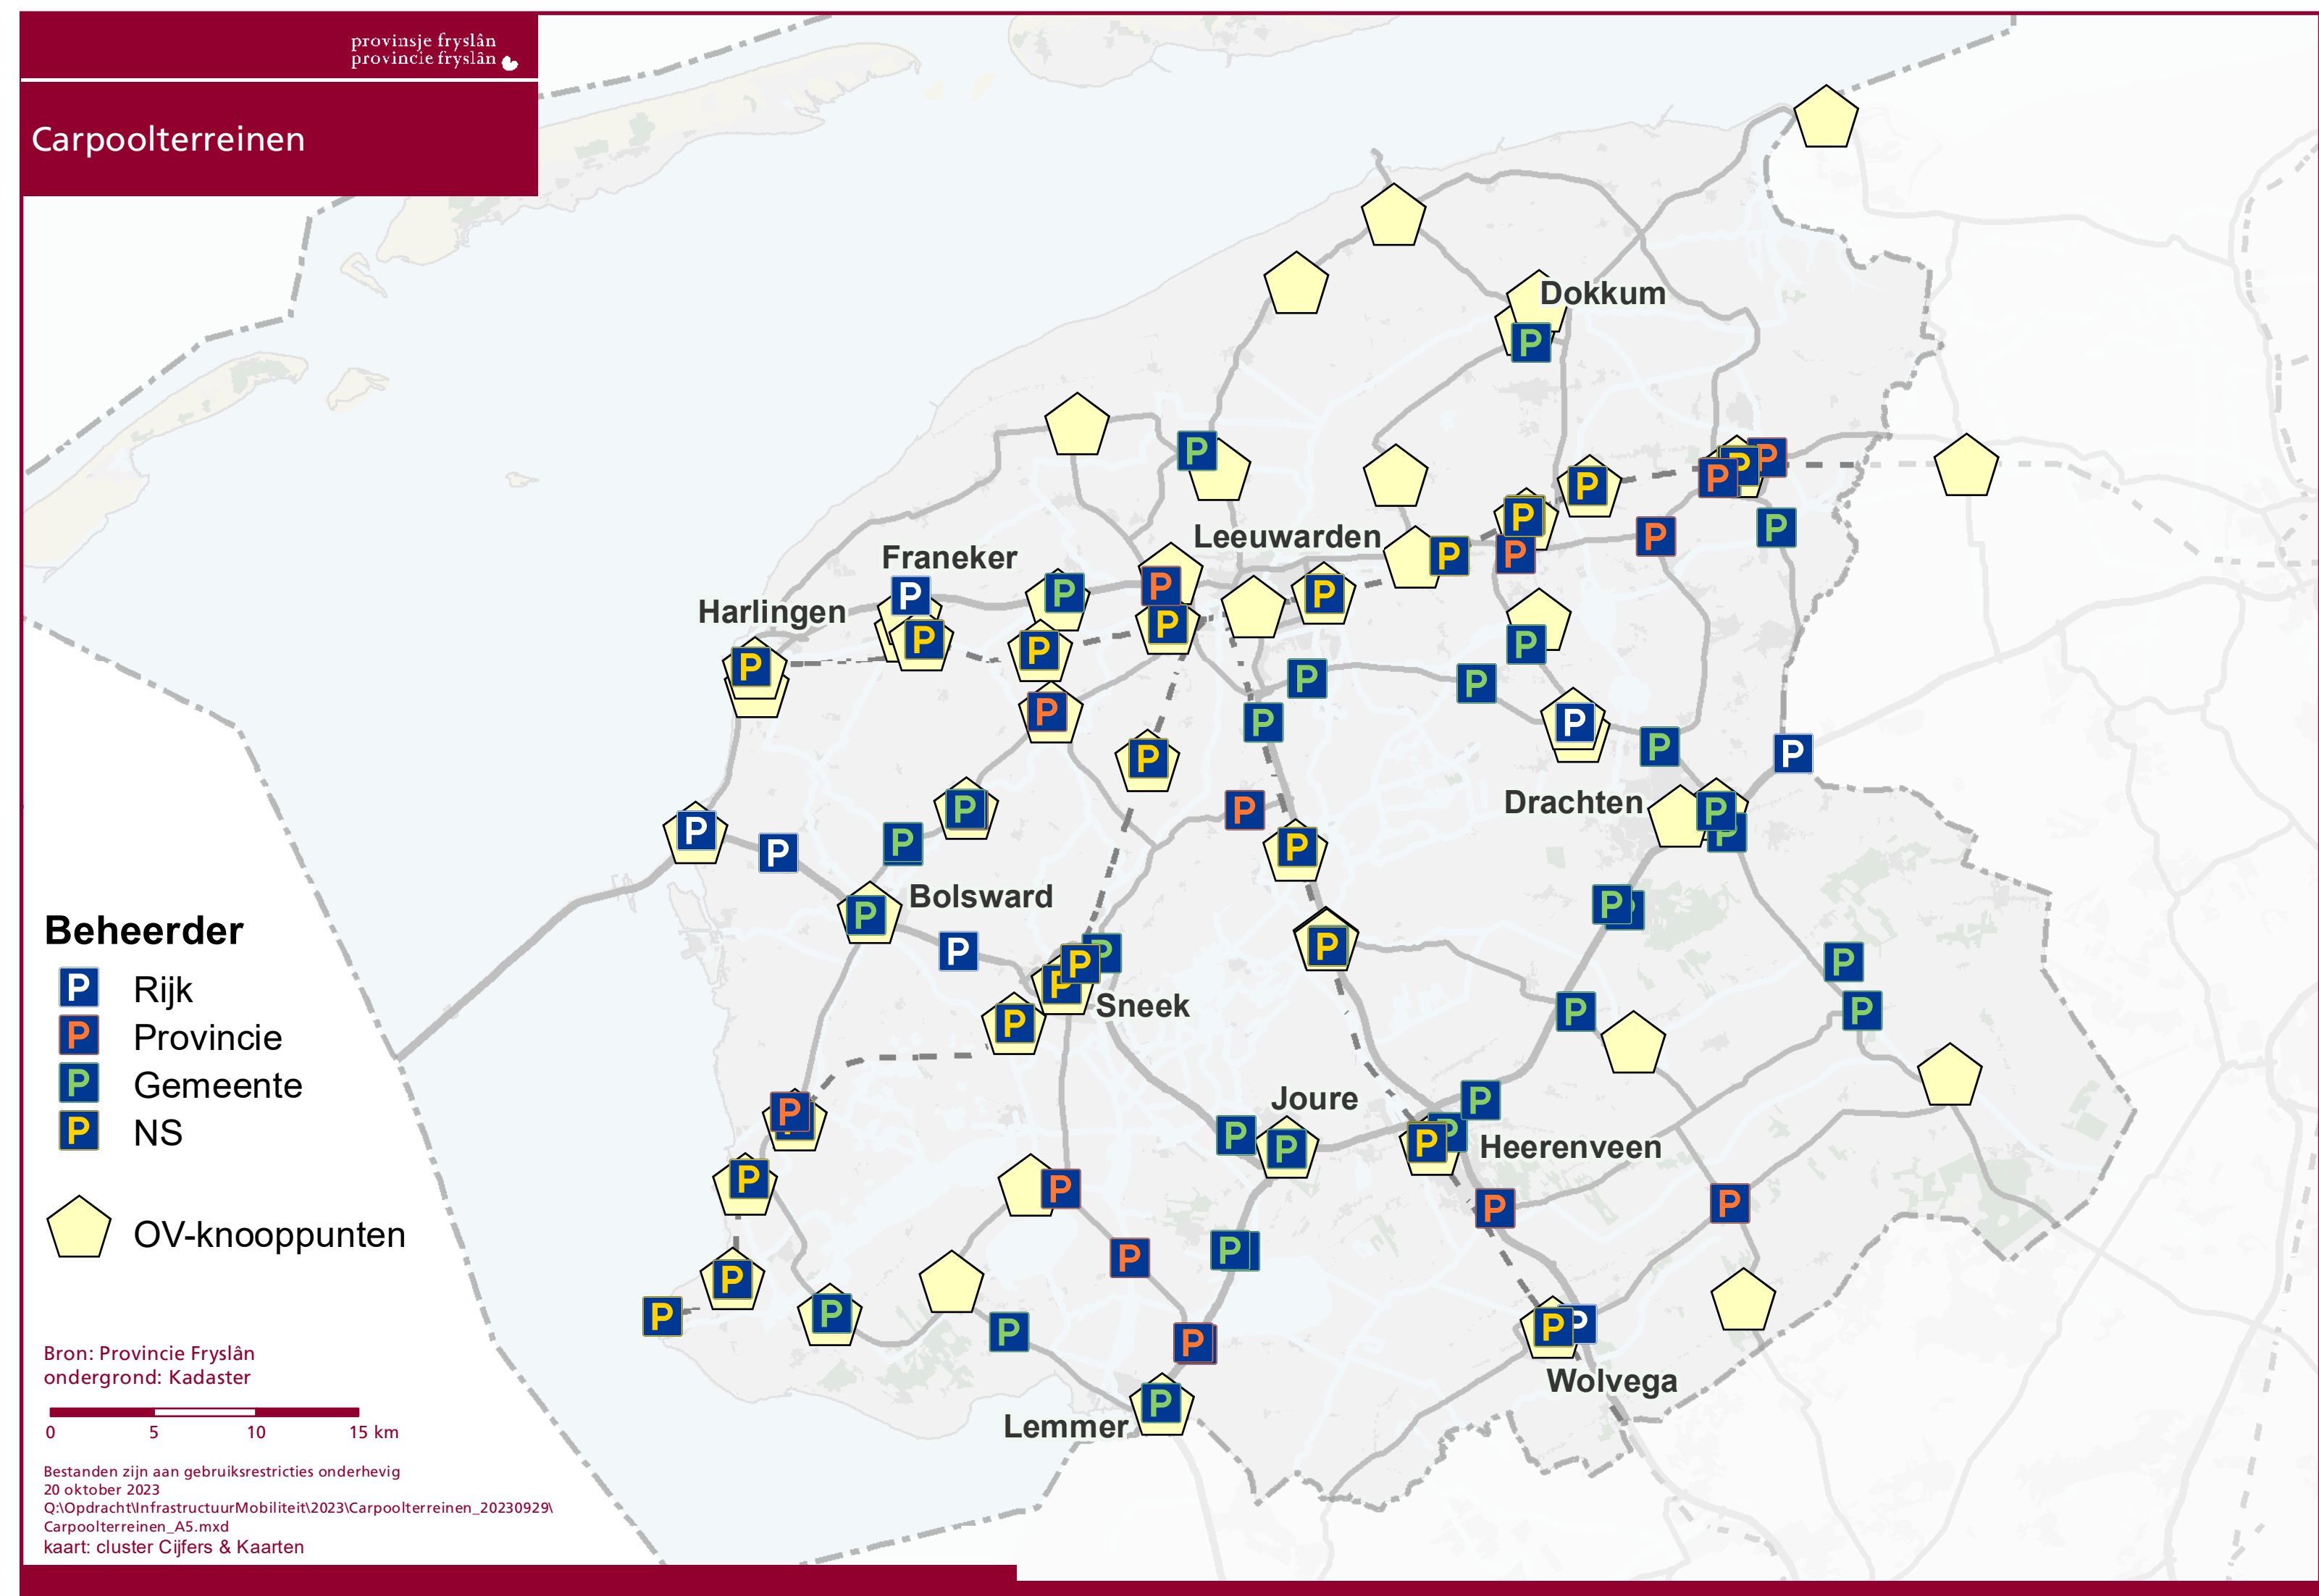 provinsje fryslân
provincie fryslân
Carpoolterreinen
Dokkum
Leeuwarden
Franeker
Harlingen
Drachten
Bolsward
Sneek
Joure
Heerenveen
Wolvega
Lemmer
Beheerder
P Rijk
P Provincie
P Gemeente
P NS
OV-knooppunten
Bron: Provincie Fryslân
ondergrond: Kadaster
0 5 10 15 km
Bestanden zijn aan gebruiksrestricties onderhevig
20 oktober 2023
Q:\Opdracht\InfrastructuurMobiliteit\2023\Carpoolterreinen_20230929\
Carpoolterreinen_A5.mxd
kaart: cluster Cijfers & Kaarten